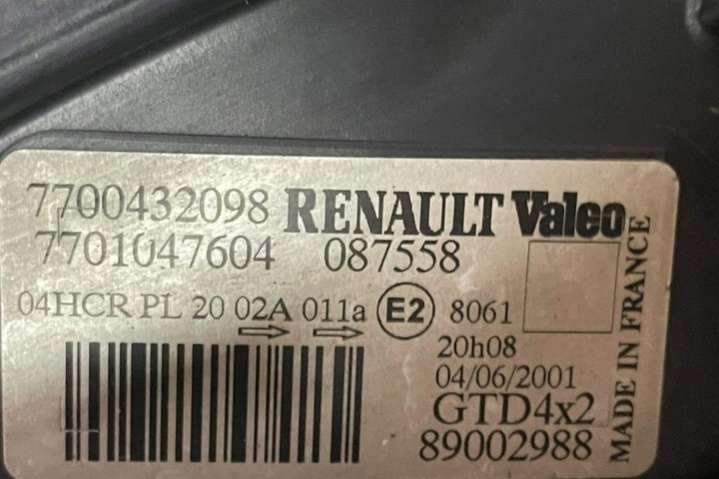 7700432098 RENAULT Valeo
7701047604 087558
04HCR PL 20 02A 011a E2 8061
20h08
04/06/2001
GTD4x2
89002988
MADE IN FRANCE